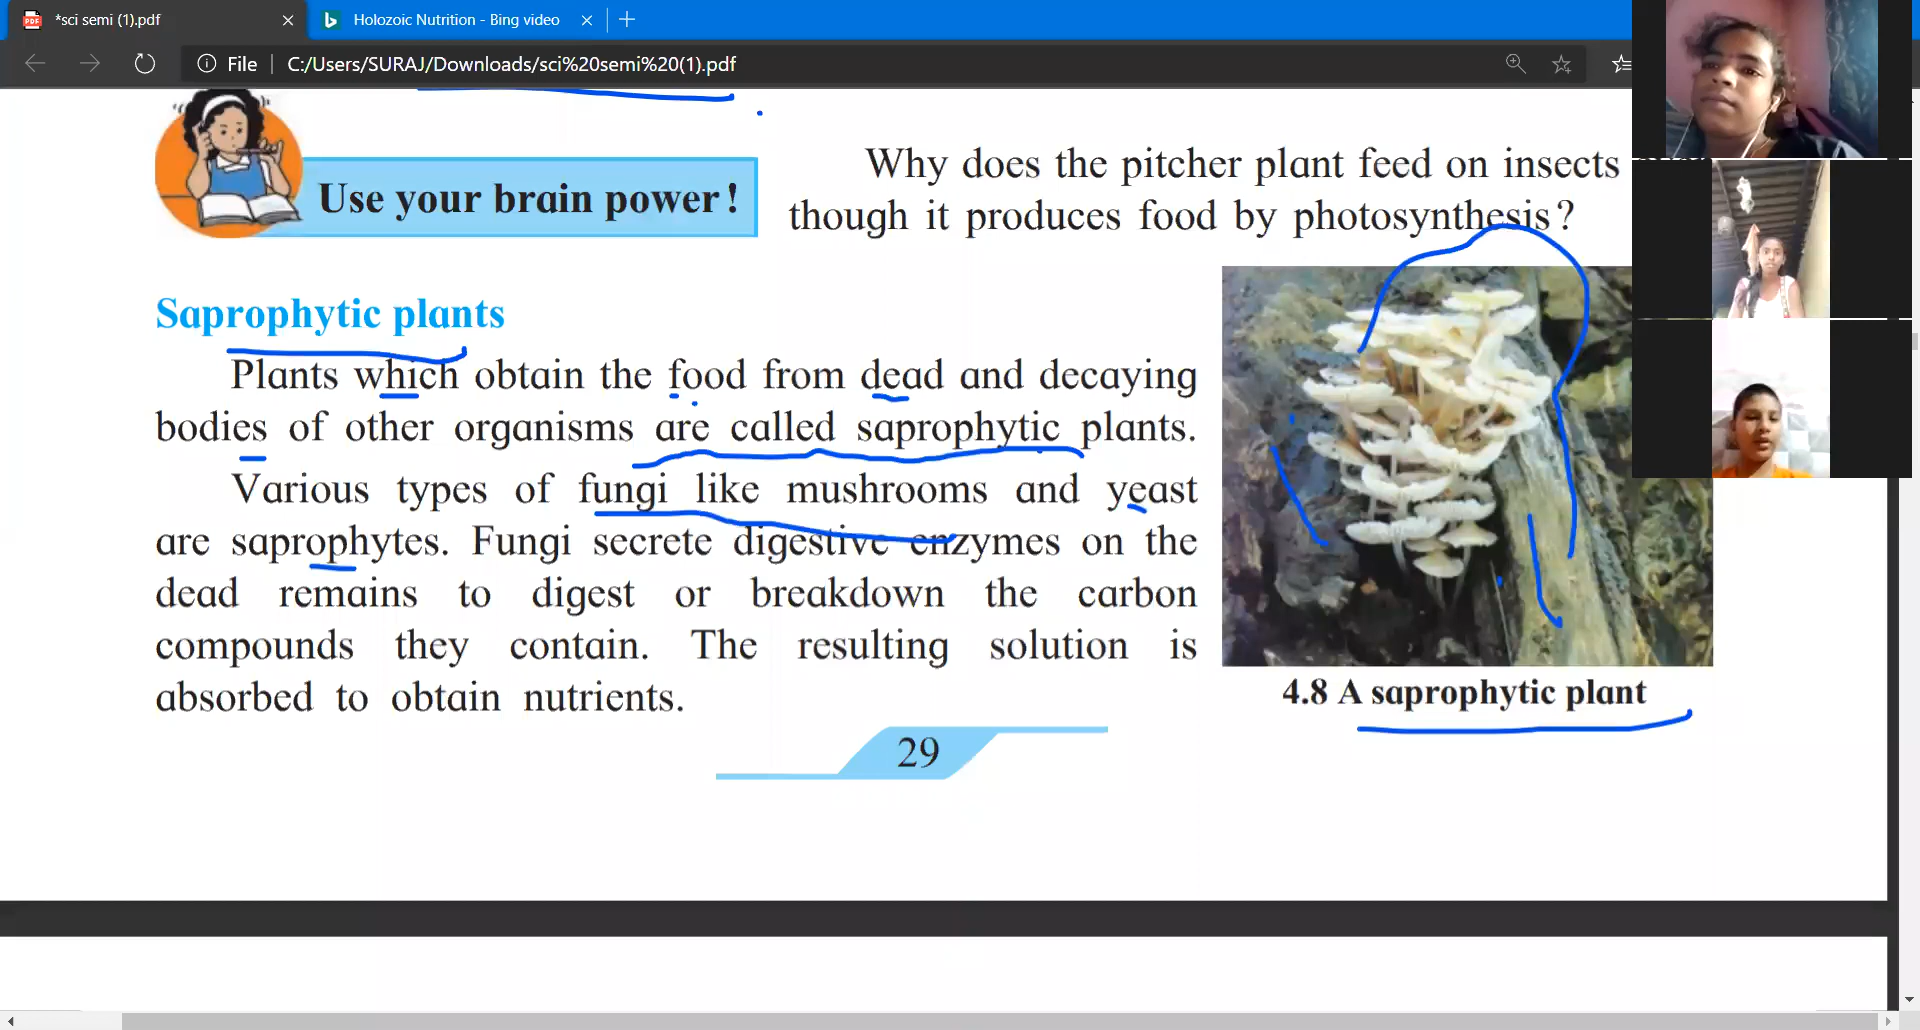 *sci semi (1).pdf
Holozoic Nutrition - Bing video
File
C:/Users/SURAJ/Downloads/sci%20semi%20(1).pdf
Use your brain power!
Why does the pitcher plant feed on insects
though it produces food by photosynthesis?
Saprophytic plants
Plants which obtain the food from dead and decaying
bodies of other organisms are called saprophytic plants.
Various types of fungi like mushrooms and yeast
are saprophytes. Fungi secrete digestive enzymes on the
dead remains to digest or breakdown the carbon
compounds they contain. The resulting solution is
absorbed to obtain nutrients.
4.8 A saprophytic plant
29